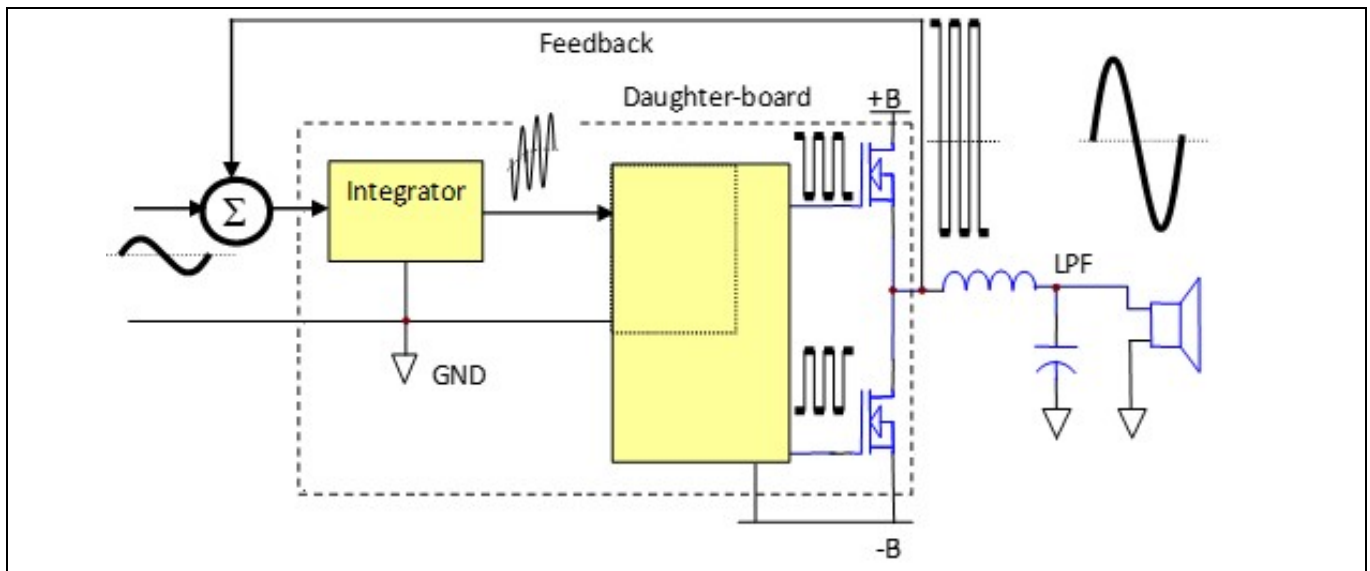 Feedback
Daughter-board
+B
Integrator
Σ
LPF
GND
-B